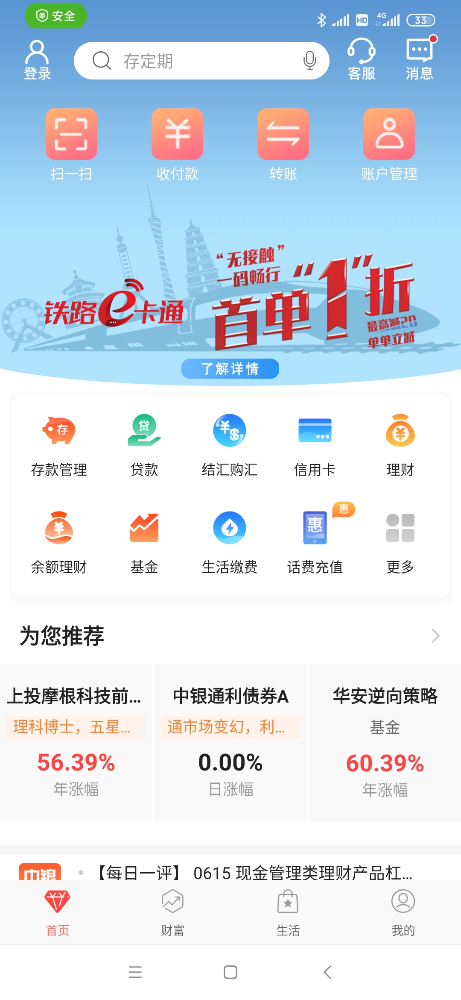 安全
HD
4G
33
登录
存定期
客服
消息
扫一扫
收付款
转账
账户管理
“无接触”
一码畅行
首单“1”折
铁路e卡通
最高减20
单单立减
了解详情
存
贷
存款管理
贷款
结汇购汇
信用卡
理财
惠
惠
余额理财
基金
生活缴费
话费充值
更多
为您推荐
上投摩根科技前...
中银通利债券A
华安逆向策略
理科博士，五星...
通市场变幻，利...
基金
56.39%
0.00%
60.39%
年涨幅
日涨幅
年涨幅
中银
【每日一评】 0615 现金管理类理财产品杠...
首页
财富
生活
我的